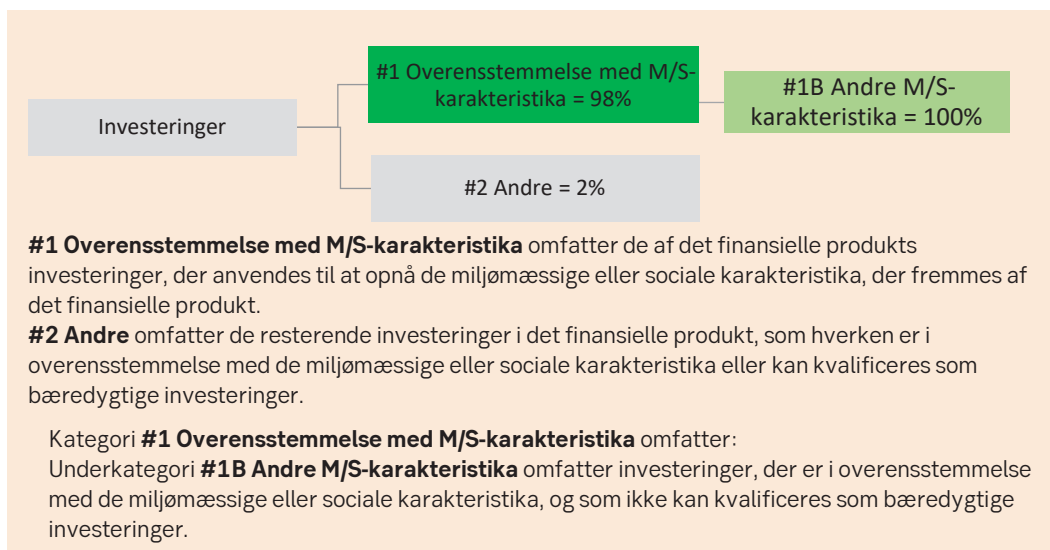 #1 Overensstemmelse med M/S-
karakteristika = 98%
#1B Andre M/S-
karakteristika = 100%
Investeringer
#2 Andre = 2%
#1 Overensstemmelse med M/S-karakteristika omfatter de af det finansielle produkts
investeringer, der anvendes til at opnå de miljømæssige eller sociale karakteristika, der fremmes af
det finansielle produkt.
#2 Andre omfatter de resterende investeringer i det finansielle produkt, som hverken er i
overensstemmelse med de miljømæssige eller sociale karakteristika eller kan kvalificeres som
bæredygtige investeringer.
Kategori #1 Overensstemmelse med M/S-karakteristika omfatter:
Underkategori #1B Andre M/S-karakteristika omfatter investeringer, der er i overensstemmelse
med de miljømæssige eller sociale karakteristika, og som ikke kan kvalificeres som bæredygtige
investeringer.